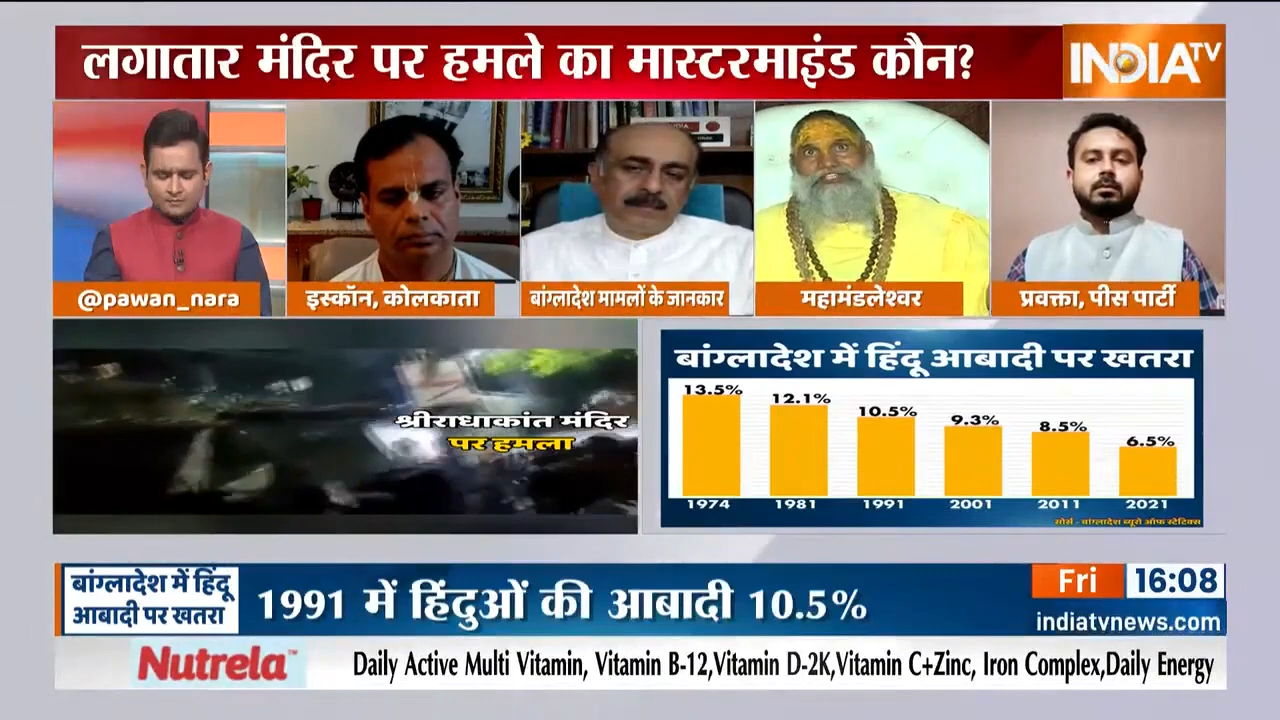 लगातार मंदिर पर हमले का मास्टरमाइंड कौन?
INDIA TV
@pawan_nara
इस्कॉन, कोलकाता
बांग्लादेश मामलों के जानकार
महामंडलेश्वर
प्रवक्ता, पीस पार्टी
श्रीराधाकांत मंदिर
पर हमला
बांग्लादेश में हिंदू आबादी पर खतरा
13.5% 12.1% 10.5% 9.3% 8.5% 6.5%
1974 1981 1991 2001 2011 2021
सोर्स - बांग्लादेश ब्यूरो ऑफ स्टेटिक्स
बांग्लादेश में हिंदू
आबादी पर खतरा
1991 में हिंदुओं की आबादी 10.5%
Fri 16:08
indiatvnews.com
Nutrela™ Daily Active Multi Vitamin, Vitamin B-12,Vitamin D-2K,Vitamin C+Zinc, Iron Complex,Daily Energy